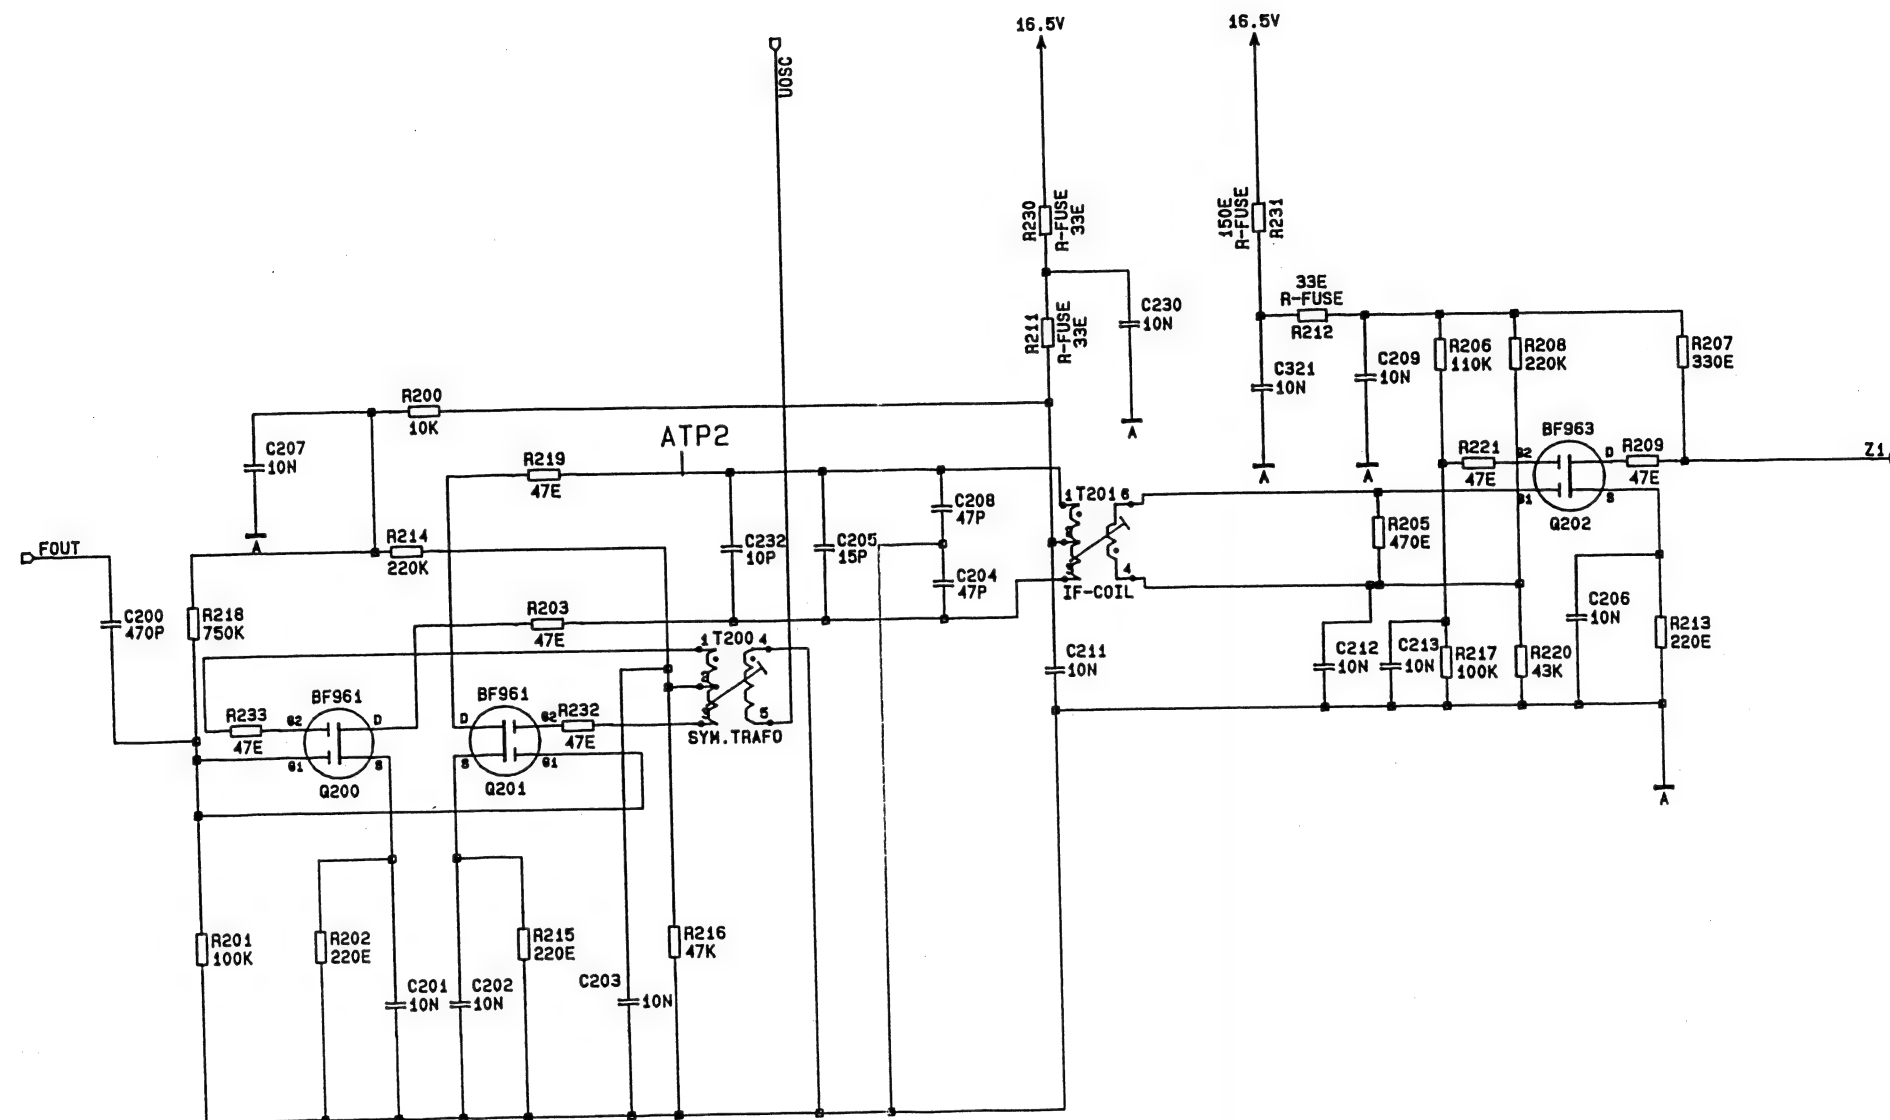 16.5V
16.5V
UOSC
R230
R-FUSE
33E
150E
R-FUSE
R231
R211
R-FUSE
33E
C230
10N
33E
R-FUSE
R212
C321
10N
C209
10N
R206
110K
R208
220K
R207
330E
R200
10K
A
C207
10N
ATP2
R219
47E
A
A
BF963
R221
47E
G2
D
R209
47E
Z1
G1
S
Q202
C208
47P
1
T201
6
R205
470E
FOUT
A
R214
220K
C232
10P
C205
15P
C204
47P
4
IF-COIL
C200
470P
R218
750K
R203
47E
C206
10N
R213
220E
1
T200
4
C211
10N
C212
10N
C213
10N
R217
100K
R220
43K
BF961
BF961
R233
47E
G2
D
D
G2
R232
47E
5
SYM.TRAFO
G1
S
S
G1
Q200
Q201
A
R201
100K
R202
220E
R215
220E
R216
47K
C201
10N
C202
10N
C203
10N